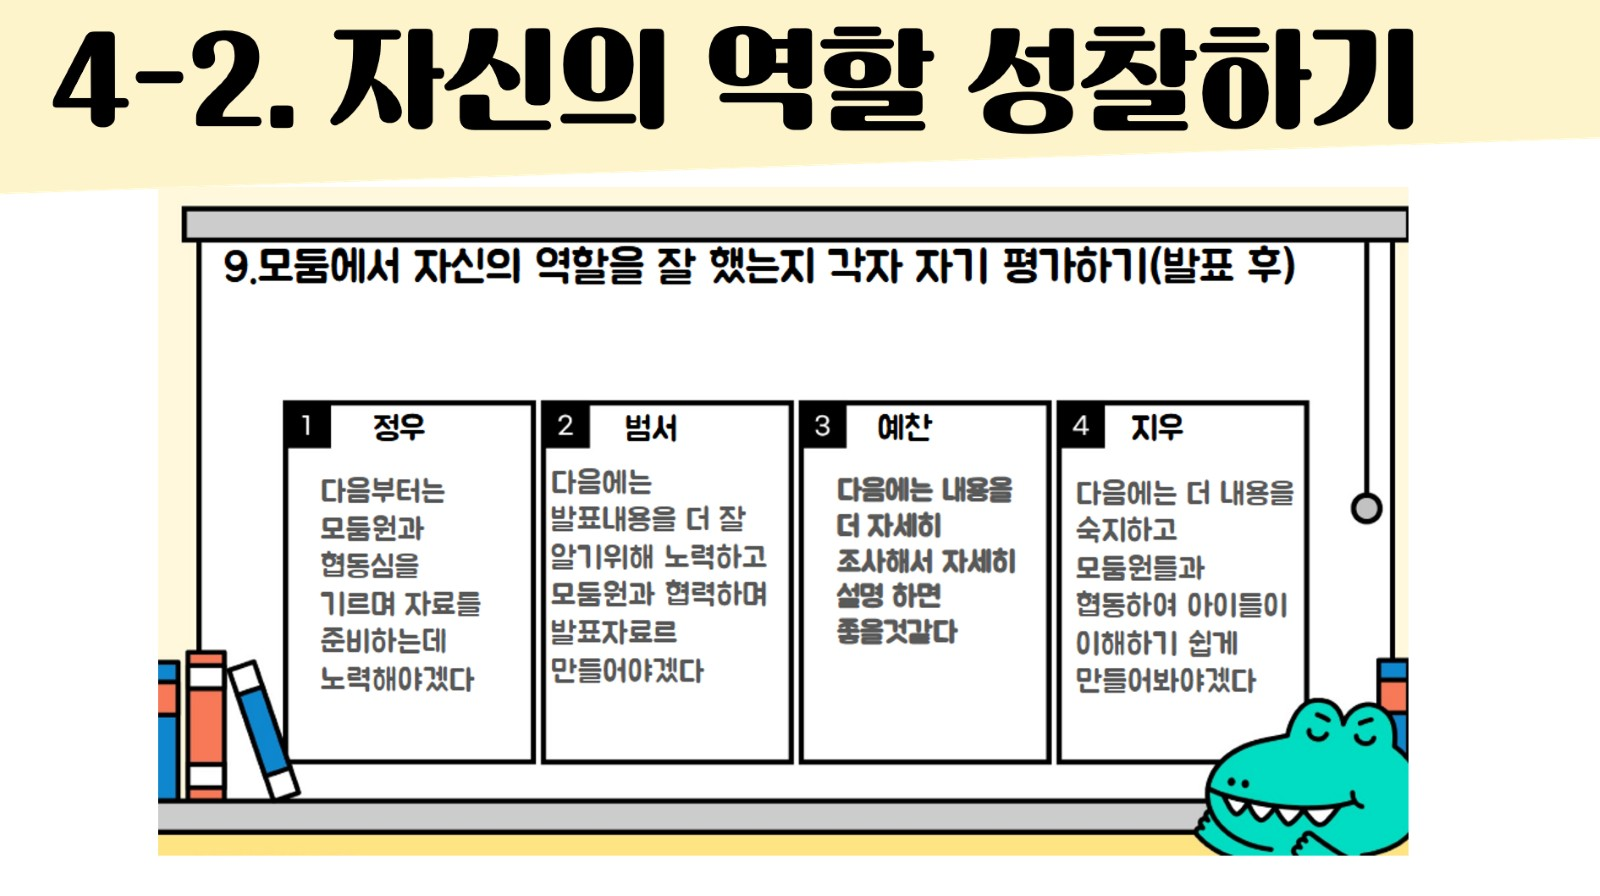 4-2. 자신의 역할 성찰하기
9.모둠에서 자신의 역할을 잘 했는지 각자 자기 평가하기(발표 후)
1 정우
다음부터는
모둠원과
협동심을
기르며 자료틀
준비하는데
노력해야겠다
2 범서
다음에는
발표내용을 더 잘
알기위해 노력하고
모둠원과 협력하며
발표자료르
만들어야겠다
3 예찬
다음에는 내용을
더 자세히
조사해서 자세히
설명 하면
좋을것같다
4 지우
다음에는 더 내용을
숙지하고
모둠원들과
협동하여 아이들이
이해하기 쉽게
만들어봐야겠다